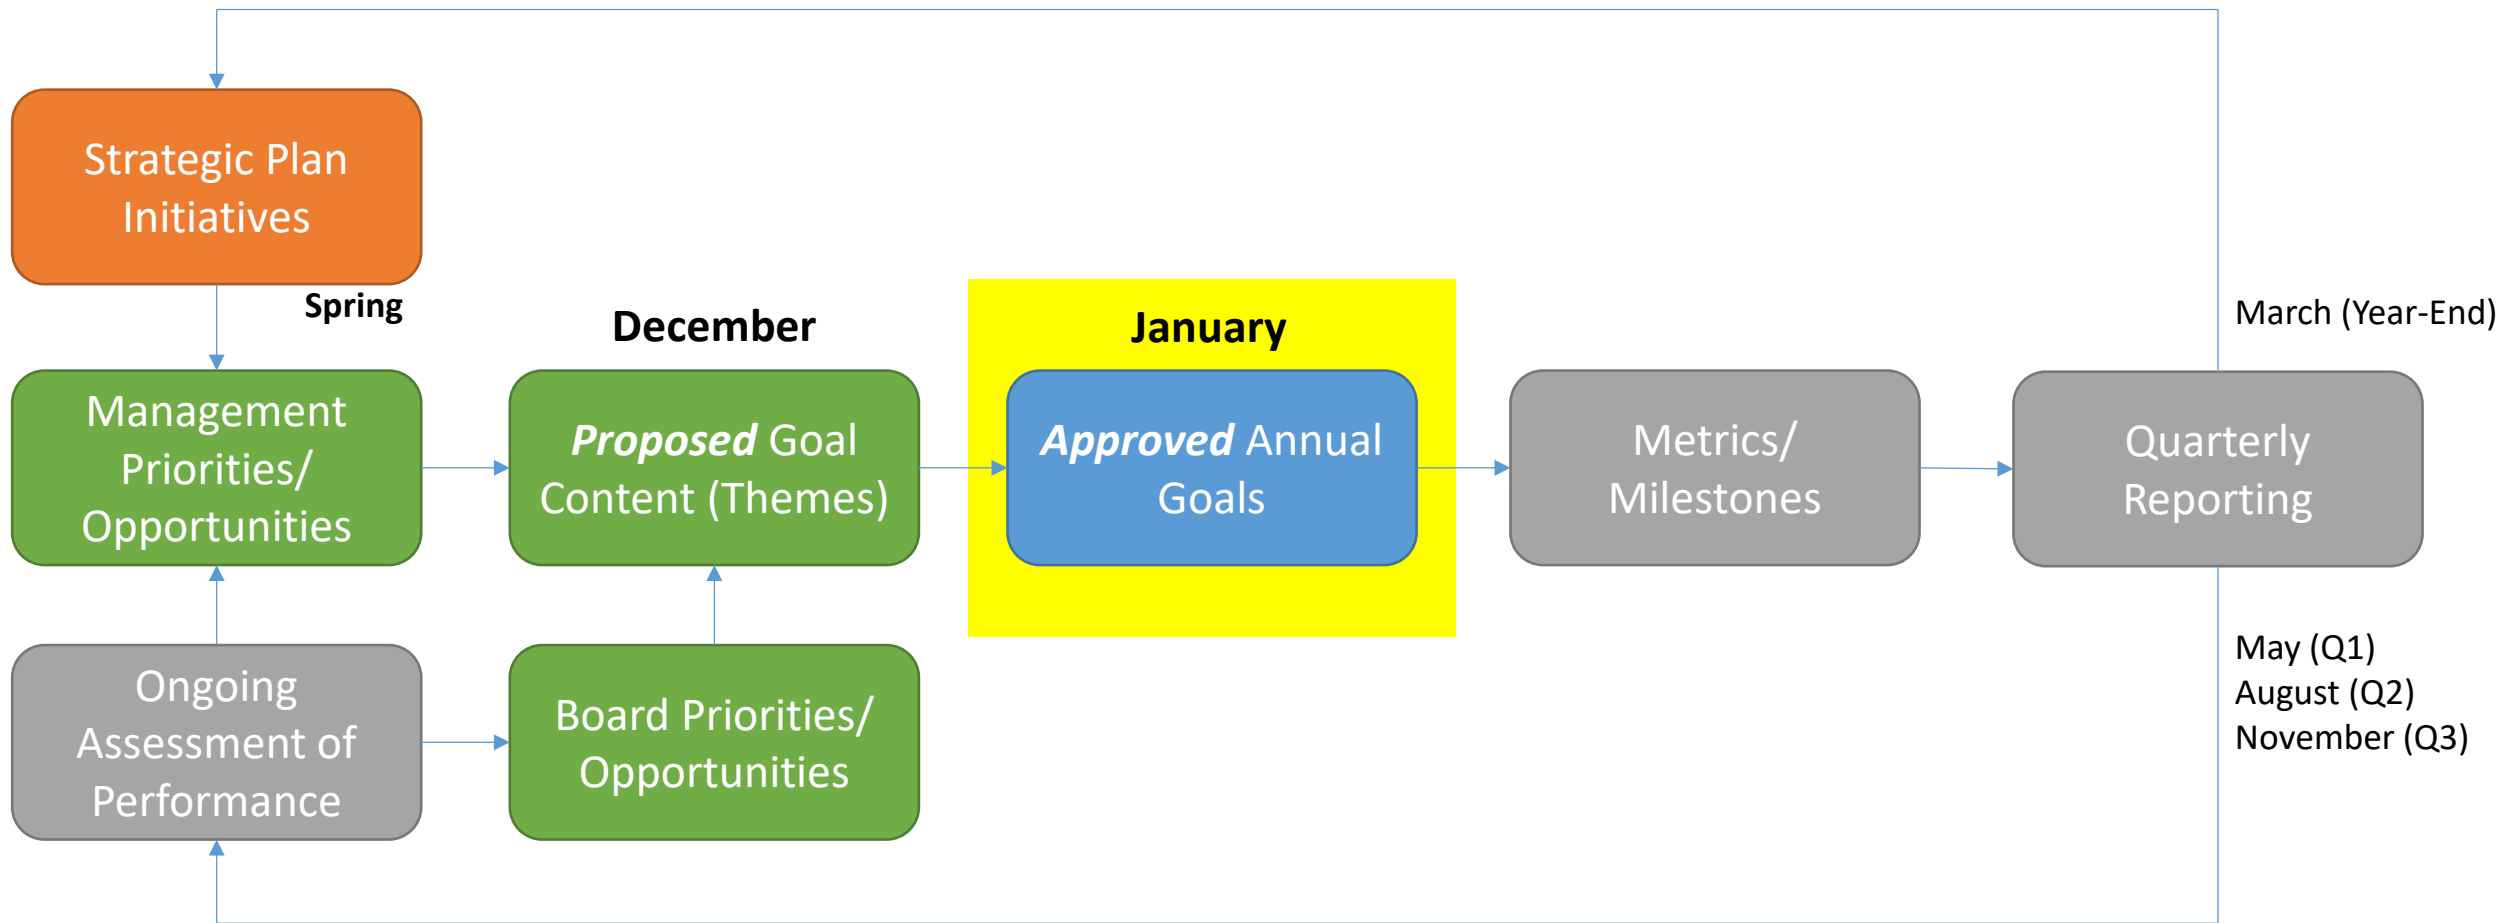 Strategic Plan
Initiatives
Spring
December
January
March (Year-End)
Management
Priorities/
Opportunities
Proposed Goal
Content (Themes)
Approved Annual
Goals
Metrics/
Milestones
Quarterly
Reporting
Ongoing
Assessment of
Performance
Board Priorities/
Opportunities
May (Q1)
August (Q2)
November (Q3)